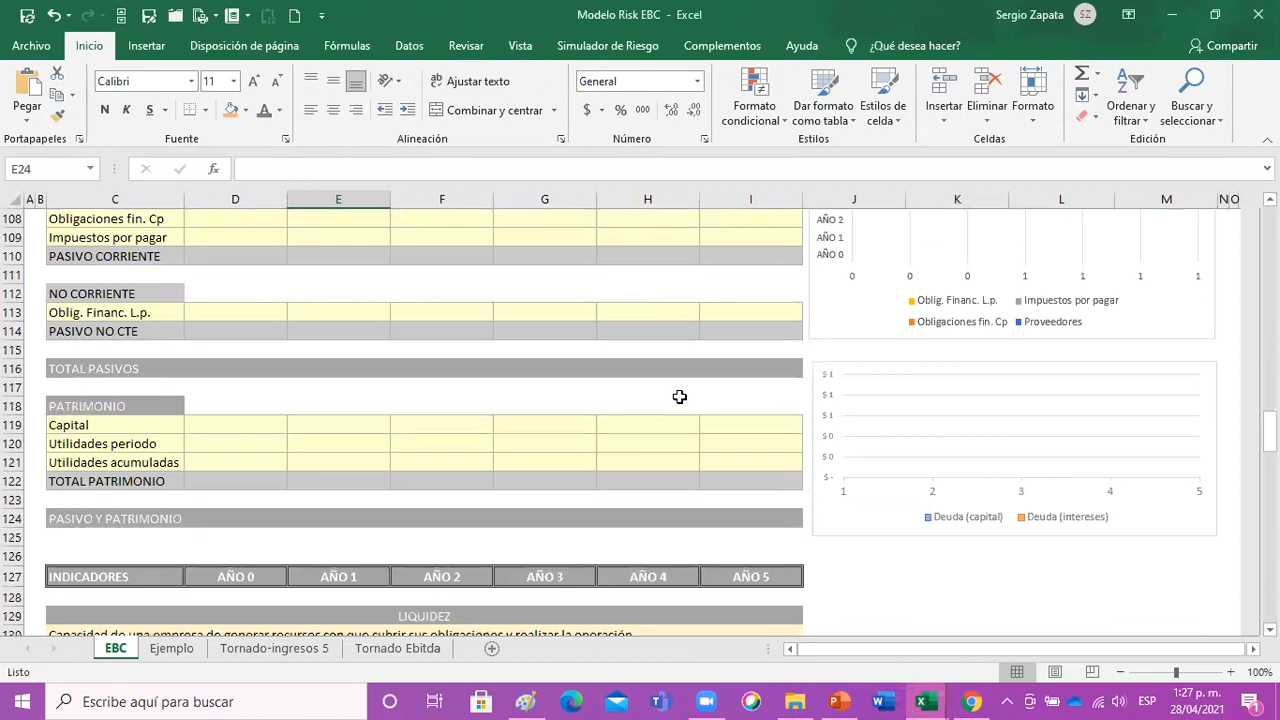 Modelo Risk EBC - Excel
Sergio Zapata SZ
Archivo Inicio Insertar Disposición de página Fórmulas Datos Revisar Vista Simulador de Riesgo Complementos Ayuda ¿Qué desea hacer? Compartir
Pegar
Calibri 11
N K S
Ajustar texto
Combinar y centrar
General
$ % 000
Formato condicional
Dar formato como tabla
Estilos de celda
Insertar Eliminar Formato
Ordenar y filtrar
Buscar y seleccionar
Portapapeles Fuente Alineación Número Estilos Celdas Edición
E24
A B C D E F G H I J K L M N O
108 Obligaciones fin. Cp
109 Impuestos por pagar
110 PASIVO CORRIENTE
111
112 NO CORRIENTE
113 Oblig. Financ. L.p.
114 PASIVO NO CTE
115
116 TOTAL PASIVOS
117
118 PATRIMONIO
119 Capital
120 Utilidades periodo
121 Utilidades acumuladas
122 TOTAL PATRIMONIO
123
124 PASIVO Y PATRIMONIO
125
126
127 INDICADORES AÑO 0 AÑO 1 AÑO 2 AÑO 3 AÑO 4 AÑO 5
128
129 LIQUIDEZ
130 Capacidad de una empresa de generar recursos con que cubrir sus obligaciones y realizar la operación
AÑO 2
AÑO 1
AÑO 0
0 0 0 1 1 1 1
Oblig. Financ. L.p. Impuestos por pagar
Obligaciones fin. Cp Proveedores
$ 1
$ 1
$ 1
$ 0
$ 0
$ -
1 2 3 4 5
Deuda (capital) Deuda (intereses)
EBC Ejemplo Tornado-ingresos 5 Tornado Ebitda
Listo
100%
Escribe aquí para buscar
ESP
1:27 p. m.
28/04/2021
1